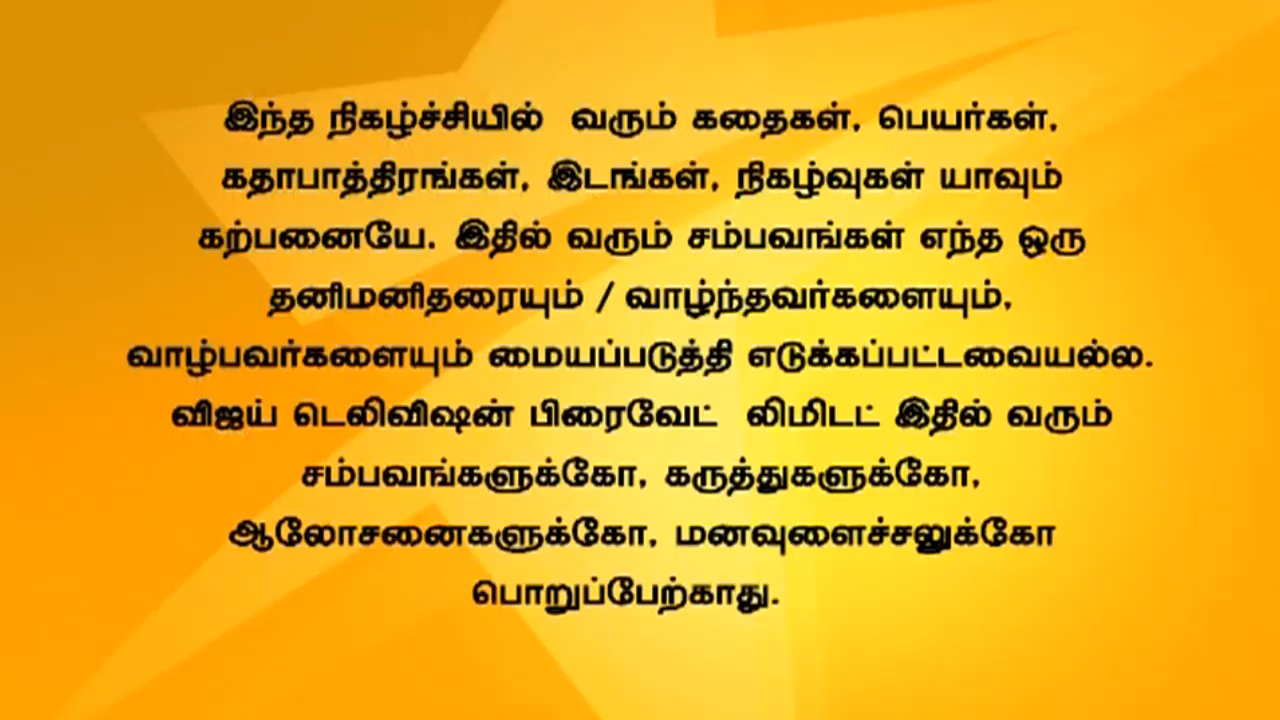 இந்த நிகழ்ச்சியில் வரும் கதைகள், பெயர்கள்,
கதாபாத்திரங்கள், இடங்கள், நிகழ்வுகள் யாவும்
கற்பனையே. இதில் வரும் சம்பவங்கள் எந்த ஒரு
தனிமனிதரையும் / வாழ்ந்தவர்களையும்,
வாழ்பவர்களையும் மையப்படுத்தி எடுக்கப்பட்டவையல்ல.
விஜய் டெலிவிஷன் பிரைவேட் லிமிடட் இதில் வரும்
சம்பவங்களுக்கோ, கருத்துகளுக்கோ,
ஆலோசனைகளுக்கோ, மனவுளைச்சலுக்கோ
பொறுப்பேற்காது.